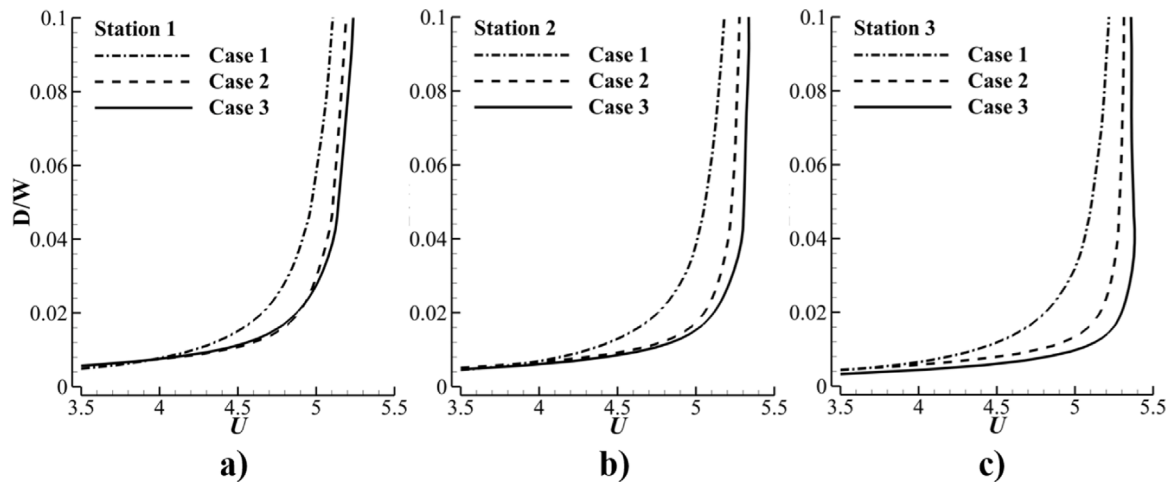 0.1
0.08
0.06
0.04
0.02
0
D/W
Station 1
Case 1
Case 2
Case 3
3.5 4 4.5 5 5.5
U
a)
0.1
0.08
0.06
0.04
0.02
0
Station 2
Case 1
Case 2
Case 3
3.5 4 4.5 5 5.5
U
b)
0.1
0.08
0.06
0.04
0.02
0
Station 3
Case 1
Case 2
Case 3
3.5 4 4.5 5 5.5
U
c)